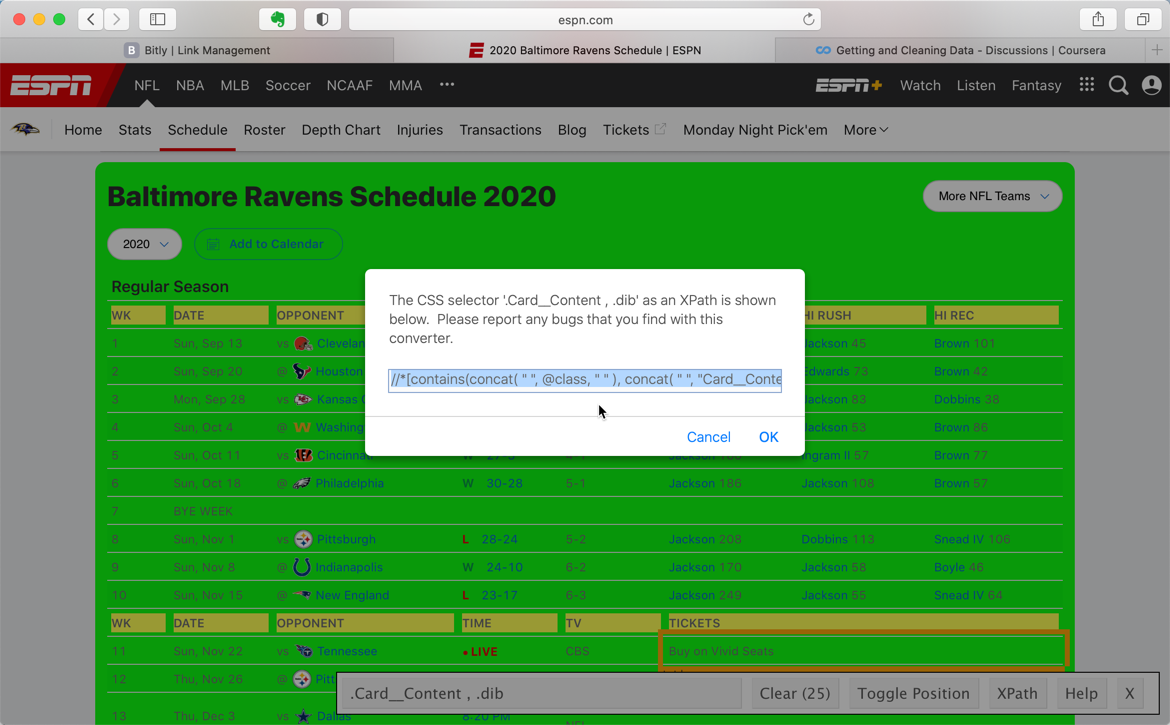 espn.com
B Bitly | Link Management
2020 Baltimore Ravens Schedule | ESPN
Getting and Cleaning Data - Discussions | Coursera
ESPN NFL NBA MLB Soccer NCAAF MMA ••• ESPN+ Watch Listen Fantasy
Home Stats Schedule Roster Depth Chart Injuries Transactions Blog Tickets Monday Night Pick'em More
Baltimore Ravens Schedule 2020
More NFL Teams
2020 Add to Calendar
Regular Season
WK DATE OPPONENT HI RUSH HI REC
1 Sun, Sep 13 vs Jackson 45 Brown 101
2 Sun, Sep 20 @ Houston Edwards 73 Brown 42
3 Mon, Sep 28 vs Kansas Jackson 83 Dobbins 38
4 Sun, Oct 4 @ Jackson 53 Brown 86
5 Sun, Oct 11 vs Ingram II 57 Brown 77
6 Sun, Oct 18 @ Philadelphia W 30-28 5-1 Jackson 186 Jackson 108 Brown 57
7 BYE WEEK
8 Sun, Nov 1 vs Pittsburgh L 28-24 5-2 Jackson 208 Dobbins 113 Snead IV 106
9 Sun, Nov 8 @ Indianapolis W 24-10 6-2 Jackson 170 Jackson 58 Boyle 46
10 Sun, Nov 15 @ New England L 23-17 6-3 Jackson 249 Jackson 55 Snead IV 64
WK DATE OPPONENT TIME TV TICKETS
11 Sun, Nov 22 vs Tennessee • LIVE CBS Buy on Vivid Seats
12 Thu, Nov 26 @
13 Thu, Dec 3 vs Dallas 8:20 PM
The CSS selector '.Card__Content , .dib' as an XPath is shown
below. Please report any bugs that you find with this
converter.
//*[contains(concat( " ", @class, " " ), concat( " ", "Card__Conte
Cancel OK
.Card__Content , .dib Clear (25) Toggle Position XPath Help X